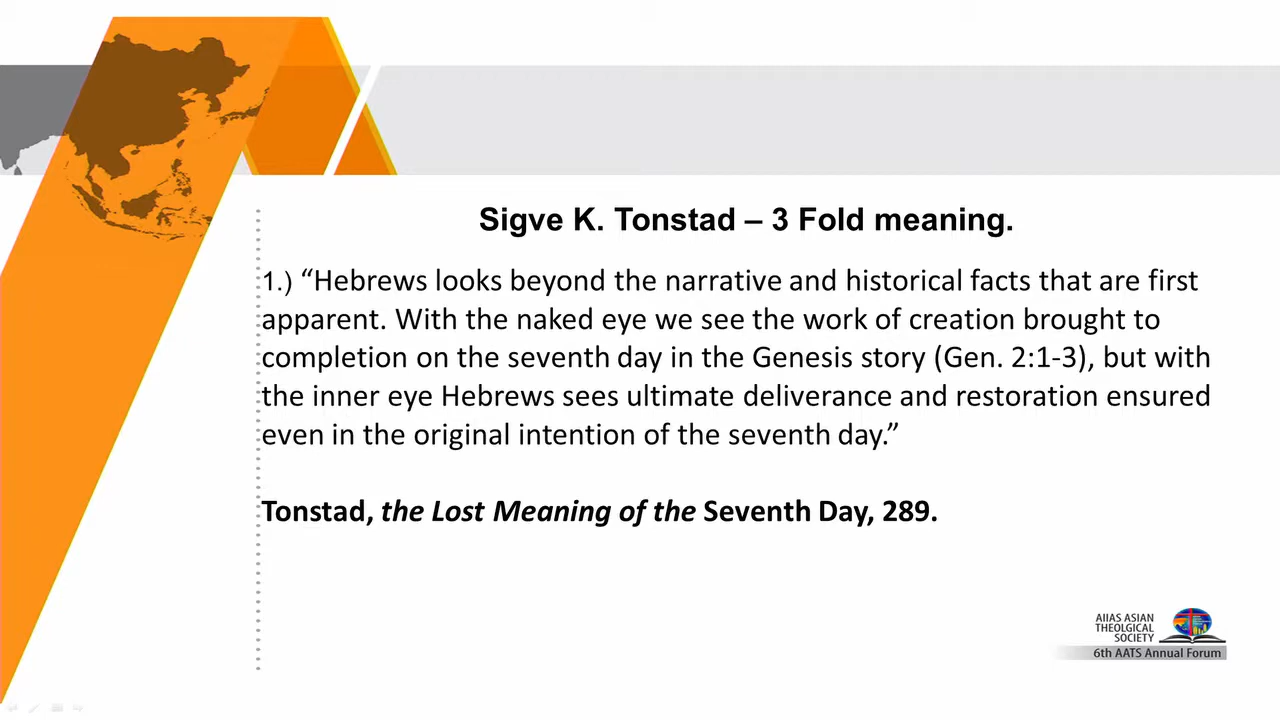 Sigve K. Tonstad – 3 Fold meaning.
1.) “Hebrews looks beyond the narrative and historical facts that are first
apparent. With the naked eye we see the work of creation brought to
completion on the seventh day in the Genesis story (Gen. 2:1-3), but with
the inner eye Hebrews sees ultimate deliverance and restoration ensured
even in the original intention of the seventh day.”
Tonstad, the Lost Meaning of the Seventh Day, 289.
AIIAS ASIAN
THEOLGICAL
SOCIETY
6th AATS Annual Forum